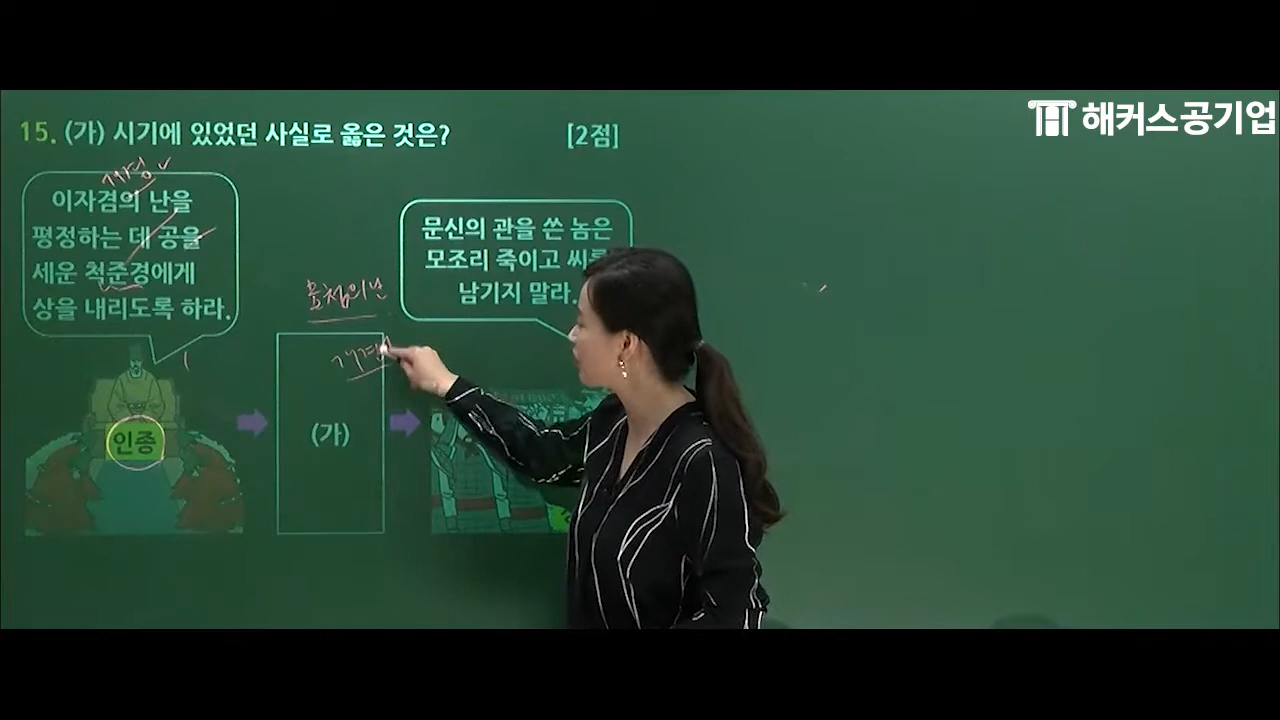 해커스공기업
15. (가) 시기에 있었던 사실로 옳은 것은? [2점]
이자겸의 난을
평정하는 데 공을
세운 척준경에게
상을 내리도록 하라.
문신의 관을 쓴 놈은
모조리 죽이고 씨를
남기지 말라.
묘청의난
인종
(가)